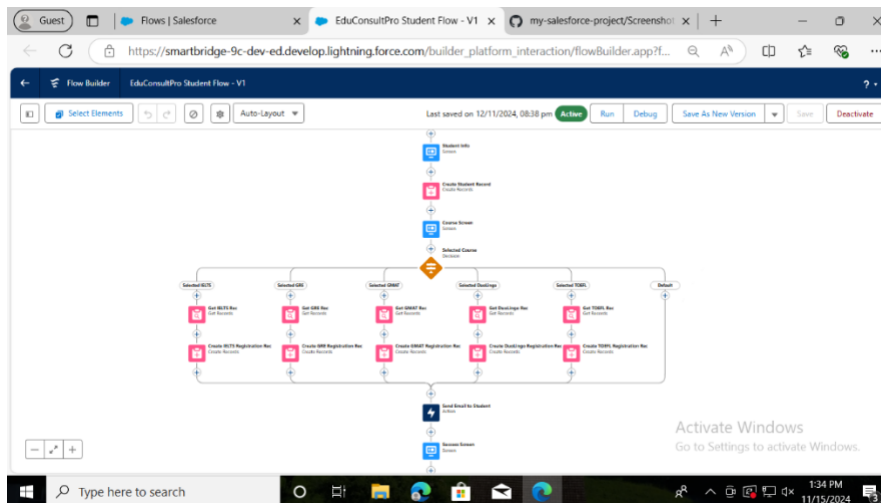 Guest
Flows | Salesforce
EduConsultPro Student Flow - V1
my-salesforce-project/Screenshot
https://smartbridge-9c-dev-ed.develop.lightning.force.com/builder_platform_interaction/flowBuilder.app?f...
Flow Builder
EduConsultPro Student Flow - V1
?
Select Elements
Auto-Layout
Last saved on 12/11/2024, 08:38 pm
Active
Run
Debug
Save As New Version
Save
Deactivate
Student Info
Screen
Create Student Record
Create Records
Course Screen
Screen
Selected Course
Decision
Selected IELTS
Selected GRE
Selected GMAT
Selected DuoLingo
Selected TOEFL
Default
Get IELTS Rec
Get Records
Get GRE Rec
Get Records
Get GMAT Rec
Get Records
Get DuoLingo Rec
Get Records
Get TOEFL Rec
Get Records
Create IELTS Registration Rec
Create Records
Create GRE Registration Rec
Create Records
Create GMAT Registration Rec
Create Records
Create DuoLingo Registration Rec
Create Records
Create TOEFL Registration Rec
Create Records
Send Email to Student
Action
Success Screen
Screen
Activate Windows
Go to Settings to activate Windows.
Type here to search
1:34 PM
11/15/2024
3